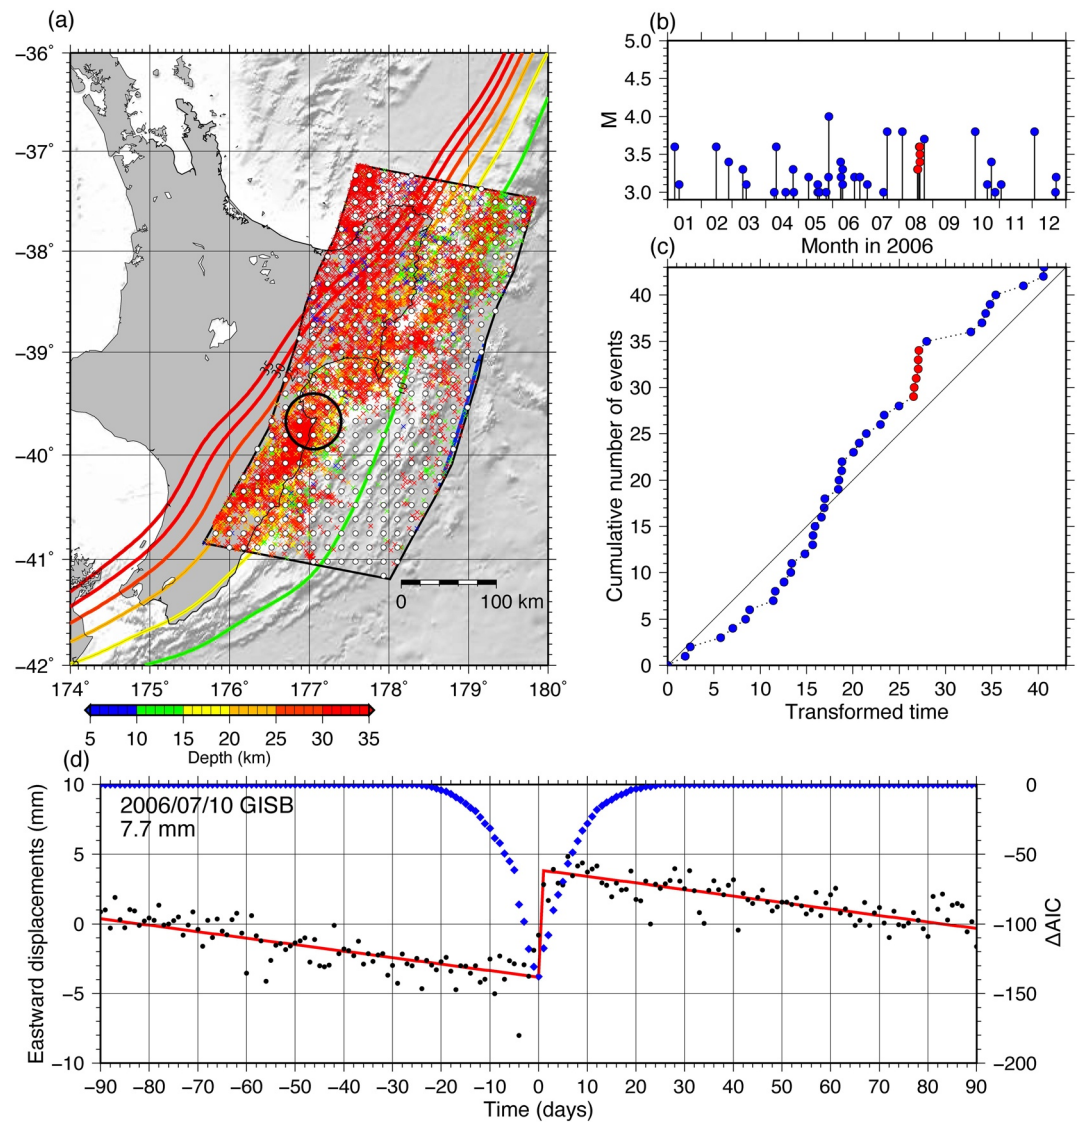 (a)
−36°
−37°
−38°
−39°
−40°
−41°
−42°
174°
175°
176°
177°
178°
179°
180°
35
30
10
0
100 km
5
10
15
20
25
30
35
Depth (km)
(b)
M
5.0
4.5
4.0
3.5
3.0
01 02 03 04 05 06 07 08 09 10 11 12
Month in 2006
(c)
Cumulative number of events
40
35
30
25
20
15
10
5
0
0 5 10 15 20 25 30 35 40
Transformed time
(d)
2006/07/10 GISB
7.7 mm
Eastward displacements (mm)
10
5
0
−5
−10
0
−50
−100
−150
−200
ΔAIC
−90 −80 −70 −60 −50 −40 −30 −20 −10 0 10 20 30 40 50 60 70 80 90
Time (days)